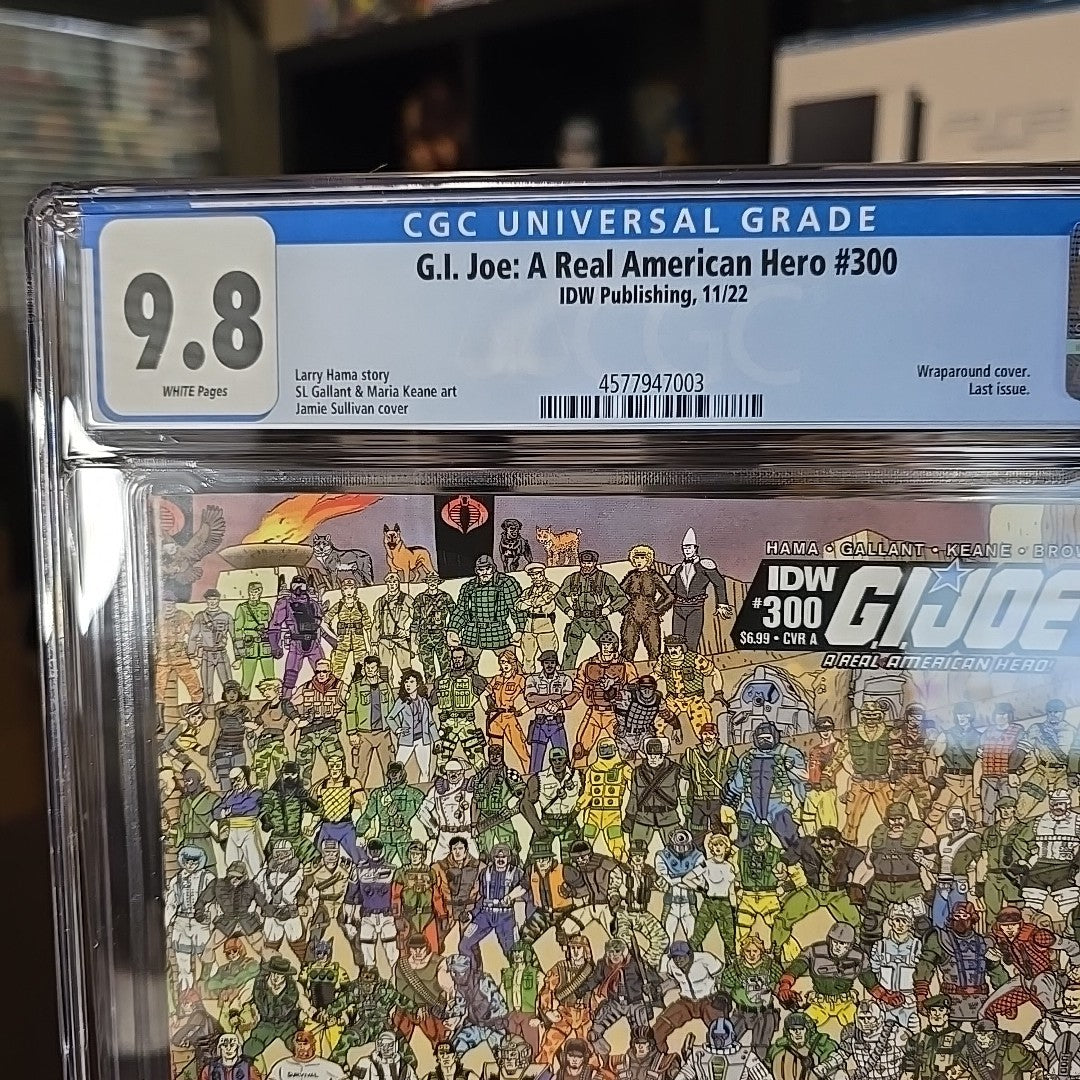 CGC UNIVERSAL GRADE
9.8
WHITE Pages
G.I. Joe: A Real American Hero #300
IDW Publishing, 11/22
Larry Hama story
SL Gallant & Maria Keane art
Jamie Sullivan cover
4577947003
Wraparound cover.
Last issue.
CGC
HAMA • GALLANT • KEANE • BRO
IDW
#300
$6.99 • CVR A
G.I. JOE
A REAL AMERICAN HERO